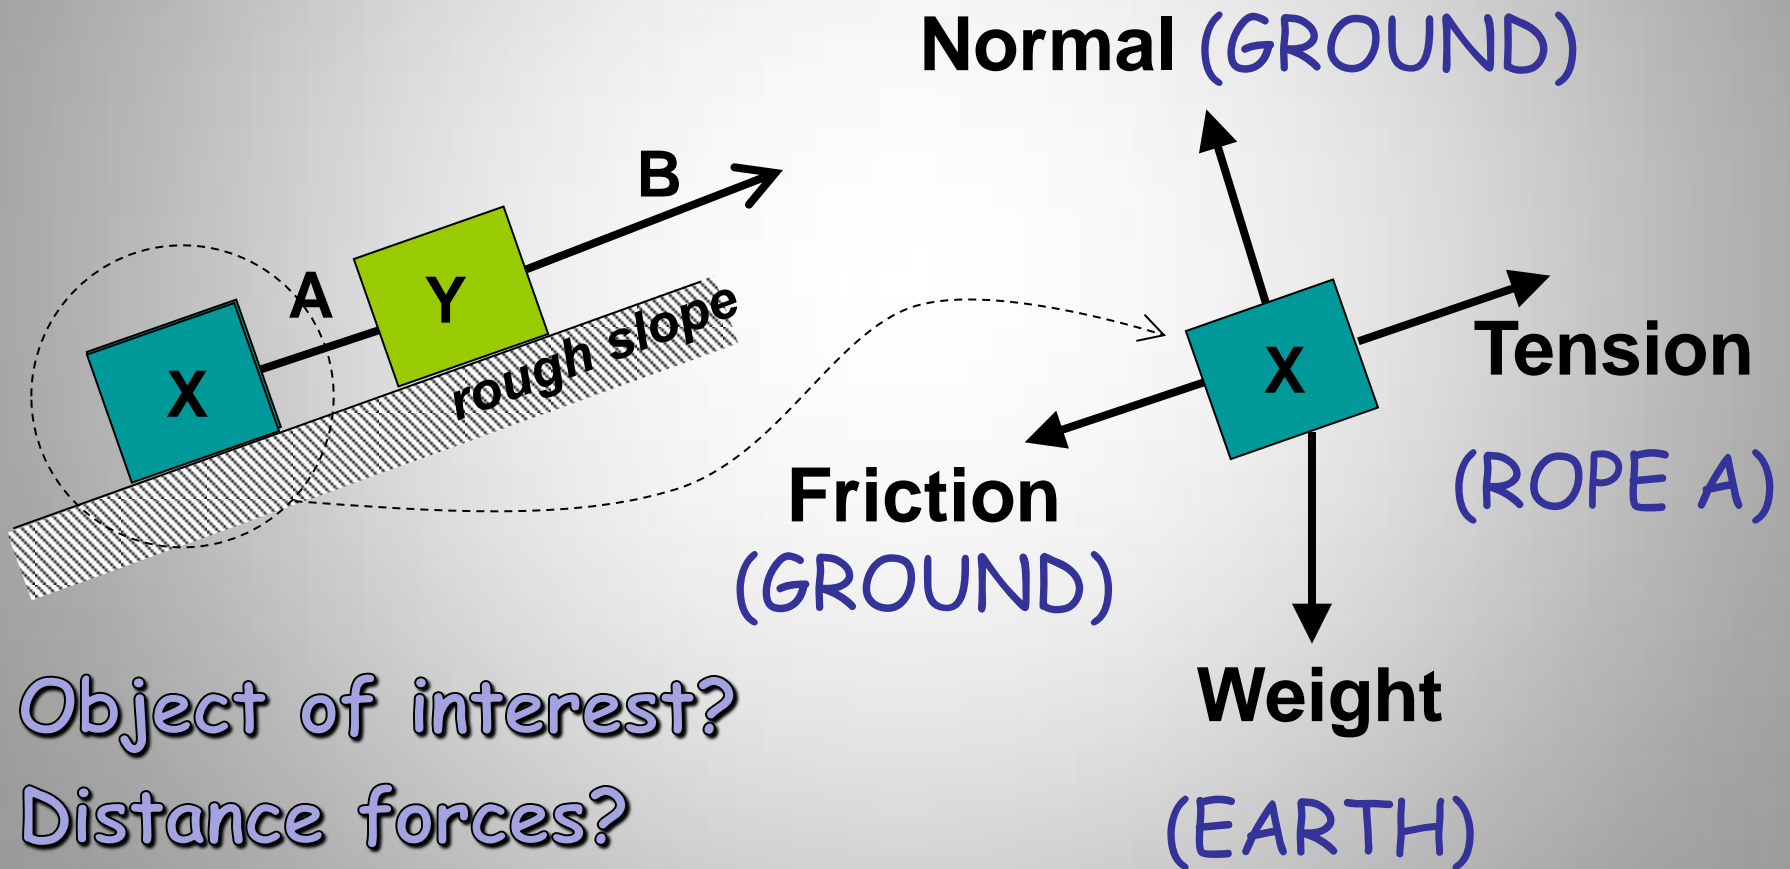 Normal (GROUND)
B
A
Y
X
rough slope
X
Tension
(ROPE A)
Friction
(GROUND)
Weight
(EARTH)
Object of interest?
Distance forces?